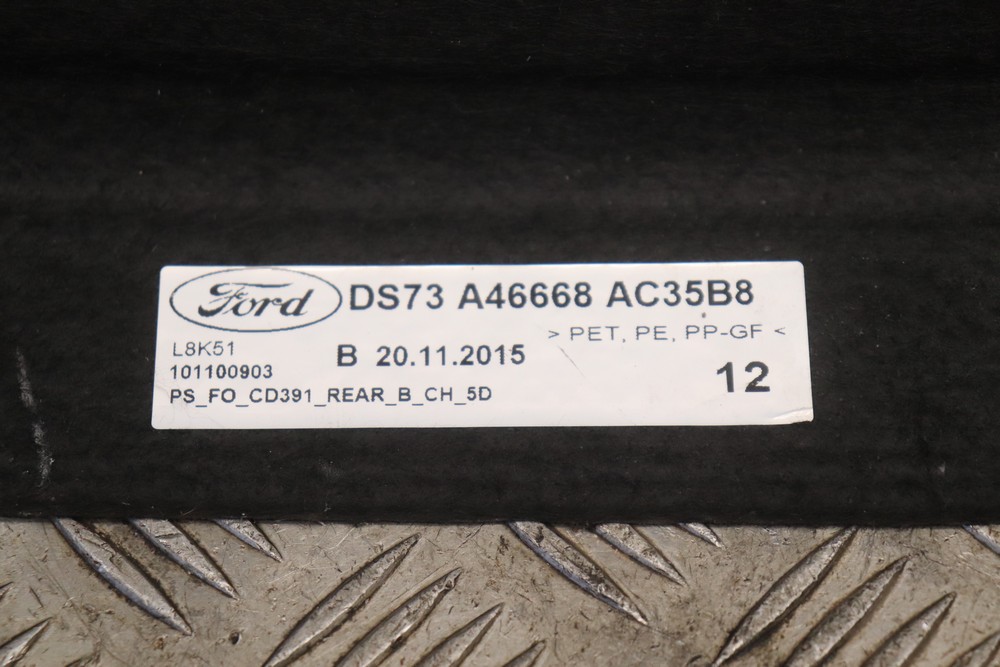 Ford DS73 A46668 AC35B8
> PET, PE, PP-GF <
L8K51
B 20.11.2015
101100903
12
PS_FO_CD391_REAR_B_CH_5D